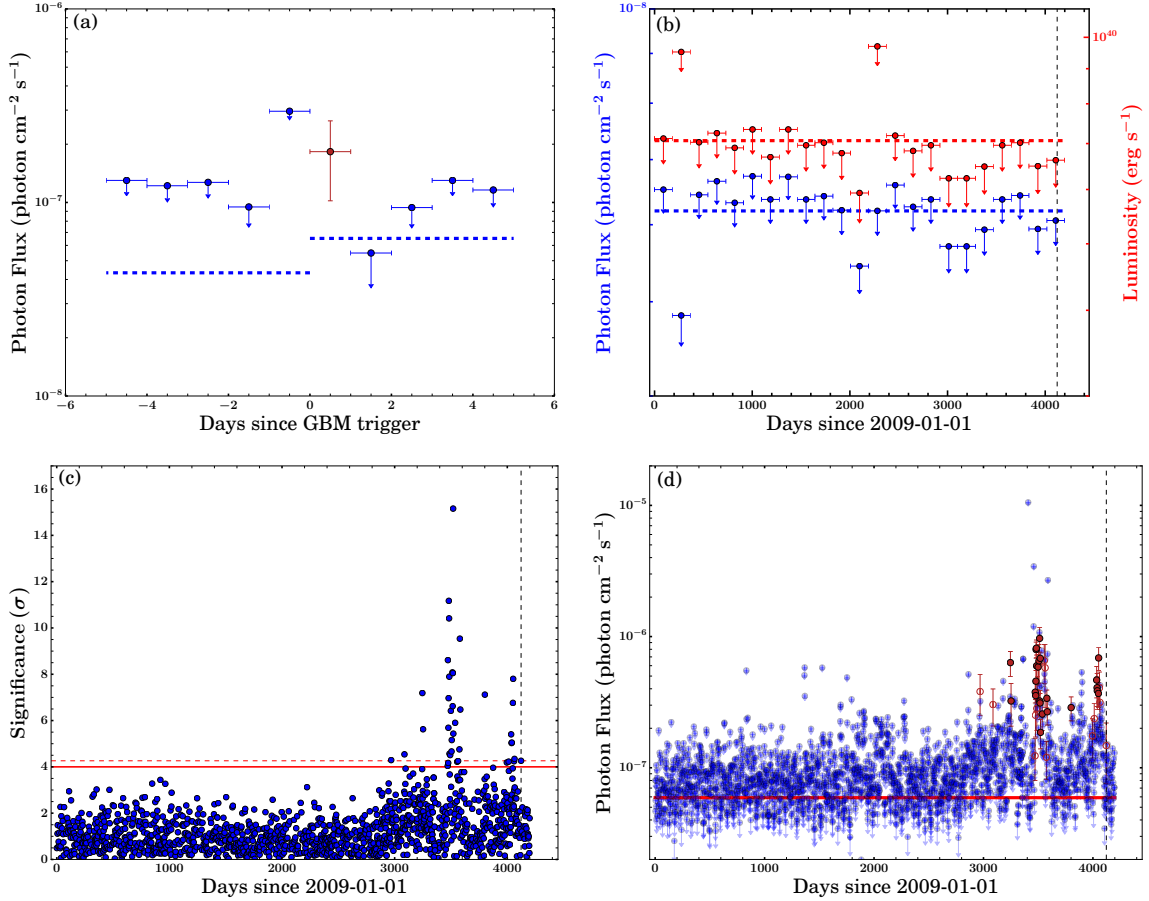 (a)
Photon Flux (photon cm⁻² s⁻¹)
10⁻⁶
10⁻⁷
10⁻⁸
−6 −4 −2 0 2 4 6
Days since GBM trigger
(b)
Photon Flux (photon cm⁻² s⁻¹)
10⁻⁸
10⁴⁰
Luminosity (erg s⁻¹)
0 1000 2000 3000 4000
Days since 2009-01-01
(c)
Significance (σ)
16
14
12
10
8
6
4
2
0
0 1000 2000 3000 4000
Days since 2009-01-01
(d)
Photon Flux (photon cm⁻² s⁻¹)
10⁻⁵
10⁻⁶
10⁻⁷
0 1000 2000 3000 4000
Days since 2009-01-01